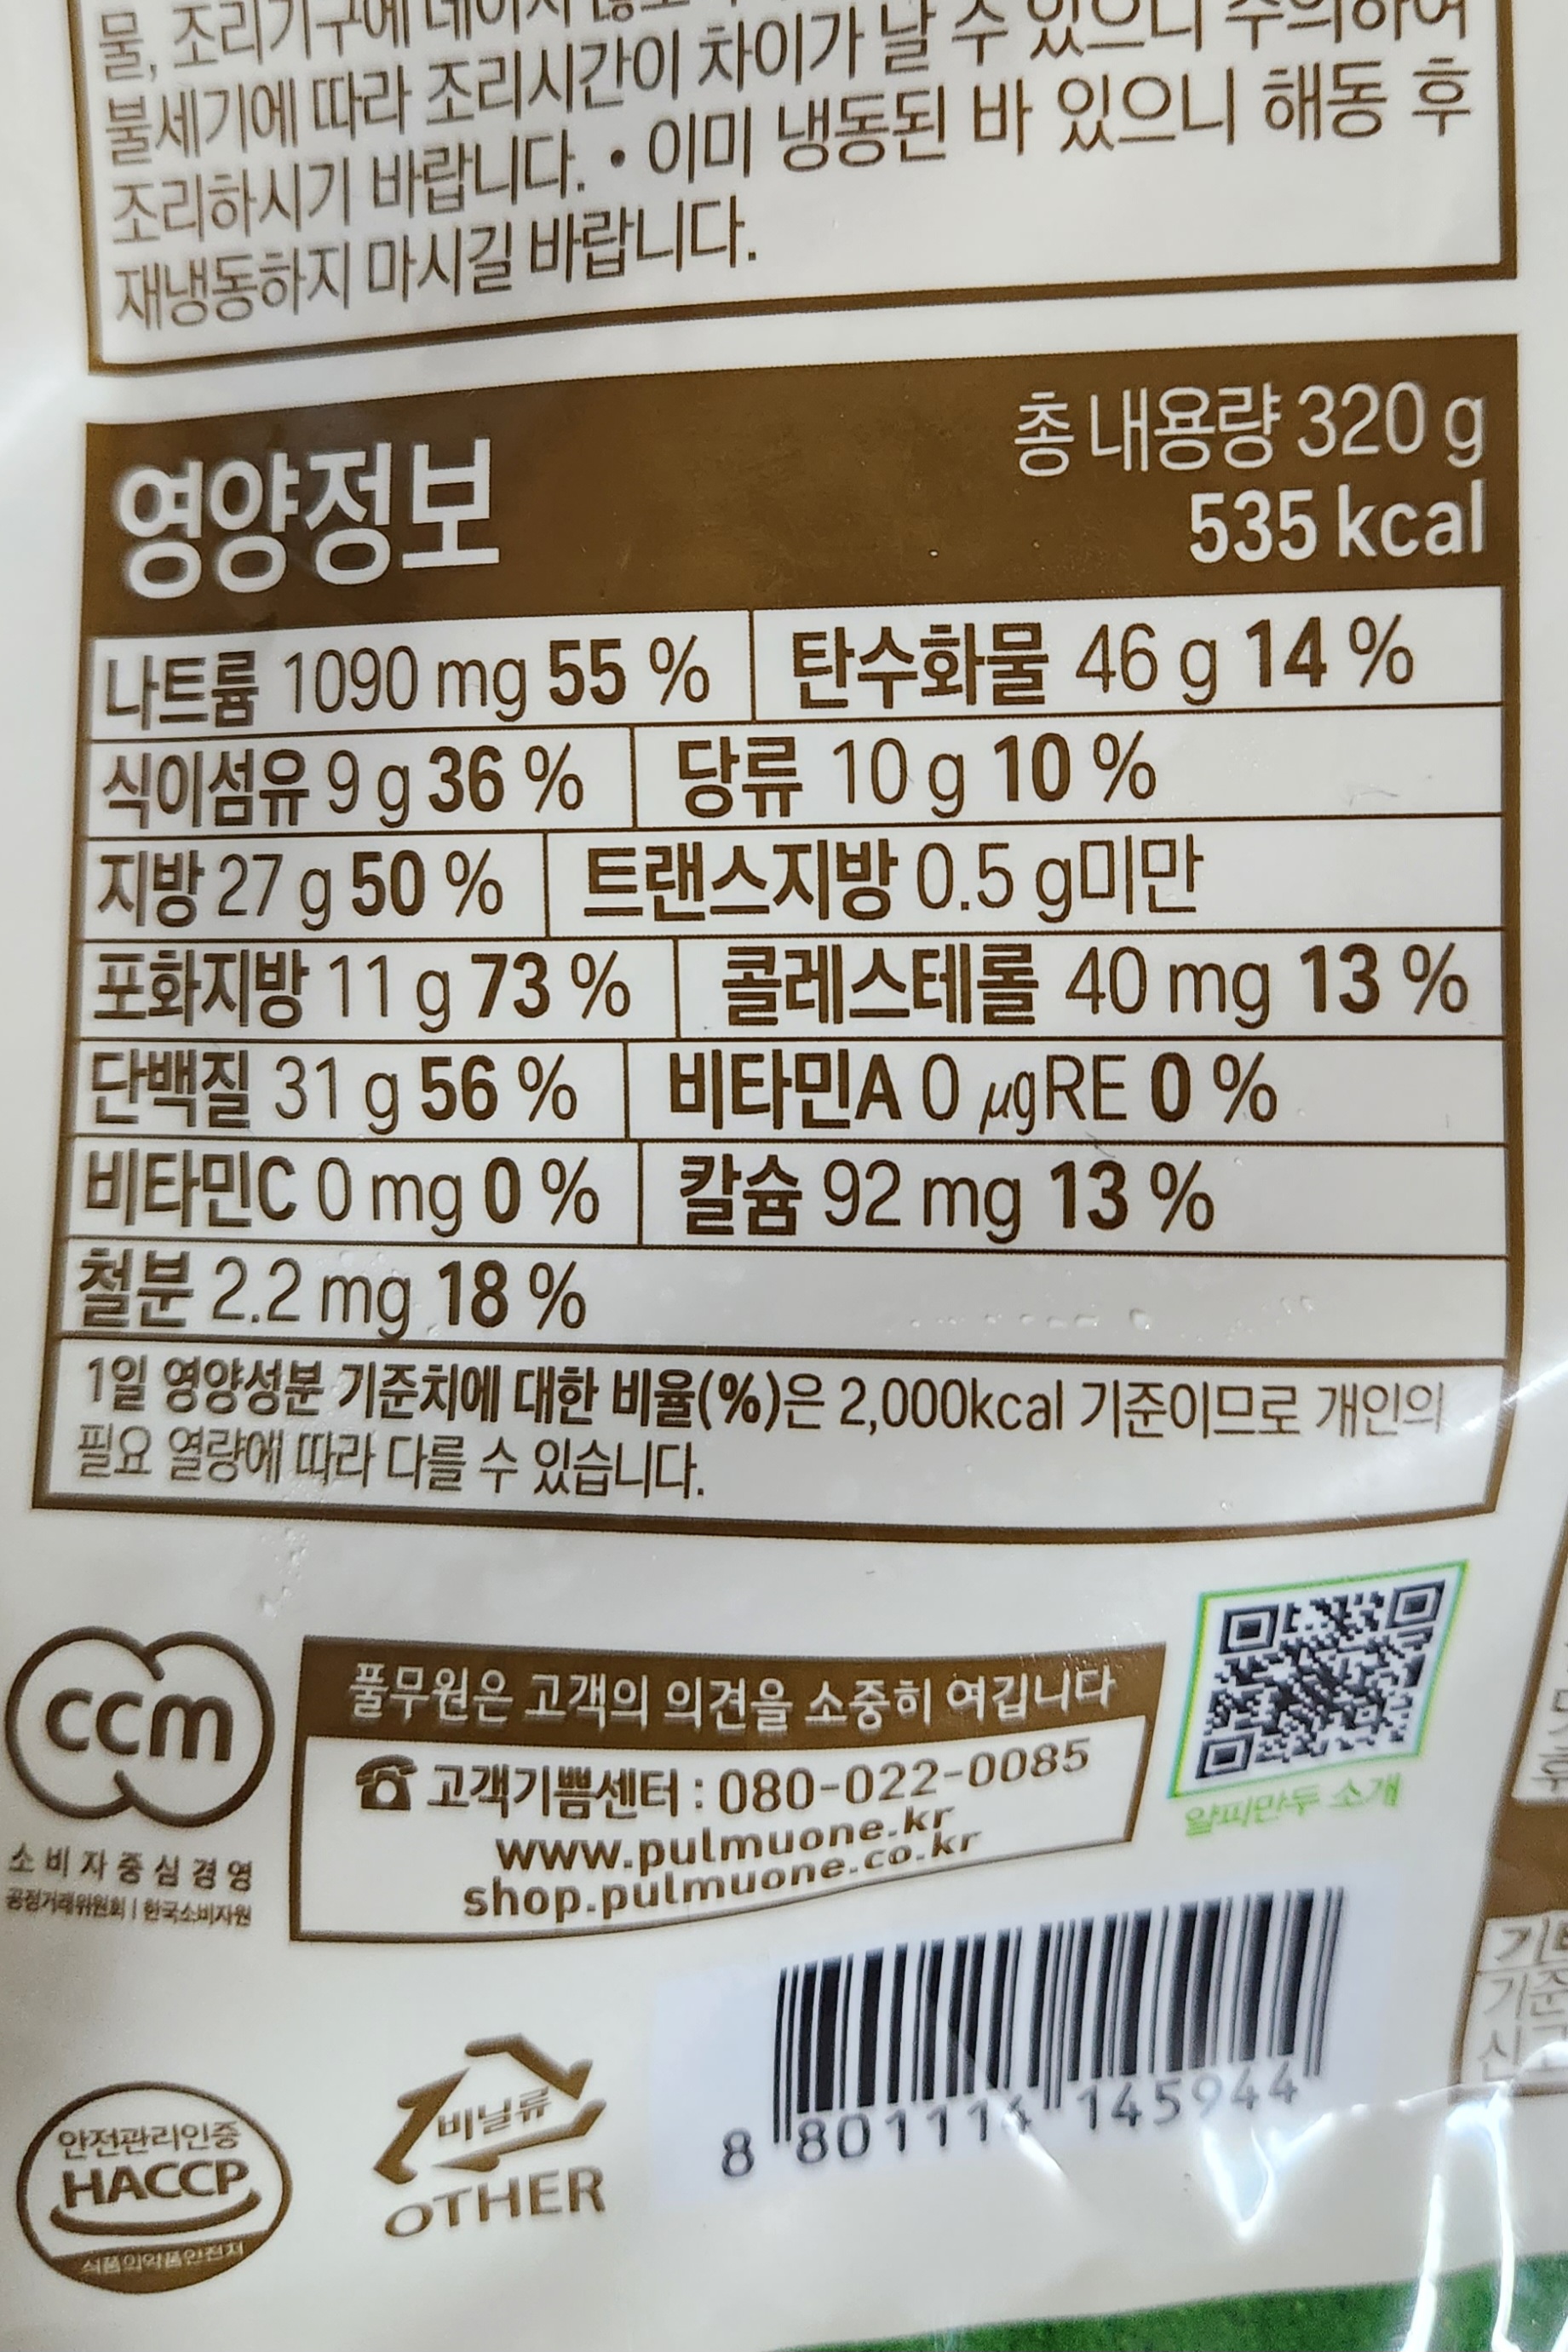 물, 조리기구에
불세기에 따라 조리시간이 차이가 날 수 있으니 주의하여
조리하시기 바랍니다. • 이미 냉동된 바 있으니 해동 후
재냉동하지 마시길 바랍니다.
영양정보
총 내용량 320 g
535 kcal
나트륨 1090 mg 55 % 탄수화물 46 g 14 %
식이섬유 9 g 36 % 당류 10 g 10 %
지방 27 g 50 % 트랜스지방 0.5 g미만
포화지방 11 g 73 % 콜레스테롤 40 mg 13 %
단백질 31 g 56 % 비타민A 0 μgRE 0 %
비타민C 0 mg 0 % 칼슘 92 mg 13 %
철분 2.2 mg 18 %
1일 영양성분 기준치에 대한 비율(%)은 2,000kcal 기준이므로 개인의
필요 열량에 따라 다를 수 있습니다.
ccm
소비자중심경영
공정거래위원회 | 한국소비자원
풀무원은 고객의 의견을 소중히 여깁니다
☎ 고객기쁨센터 : 080-022-0085
www.pulmuone.kr
shop.pulmuone.co.kr
얄피만두 소개
안전관리인증
HACCP
식품의약품안전처
비닐류
OTHER
8 801114 145944
기준